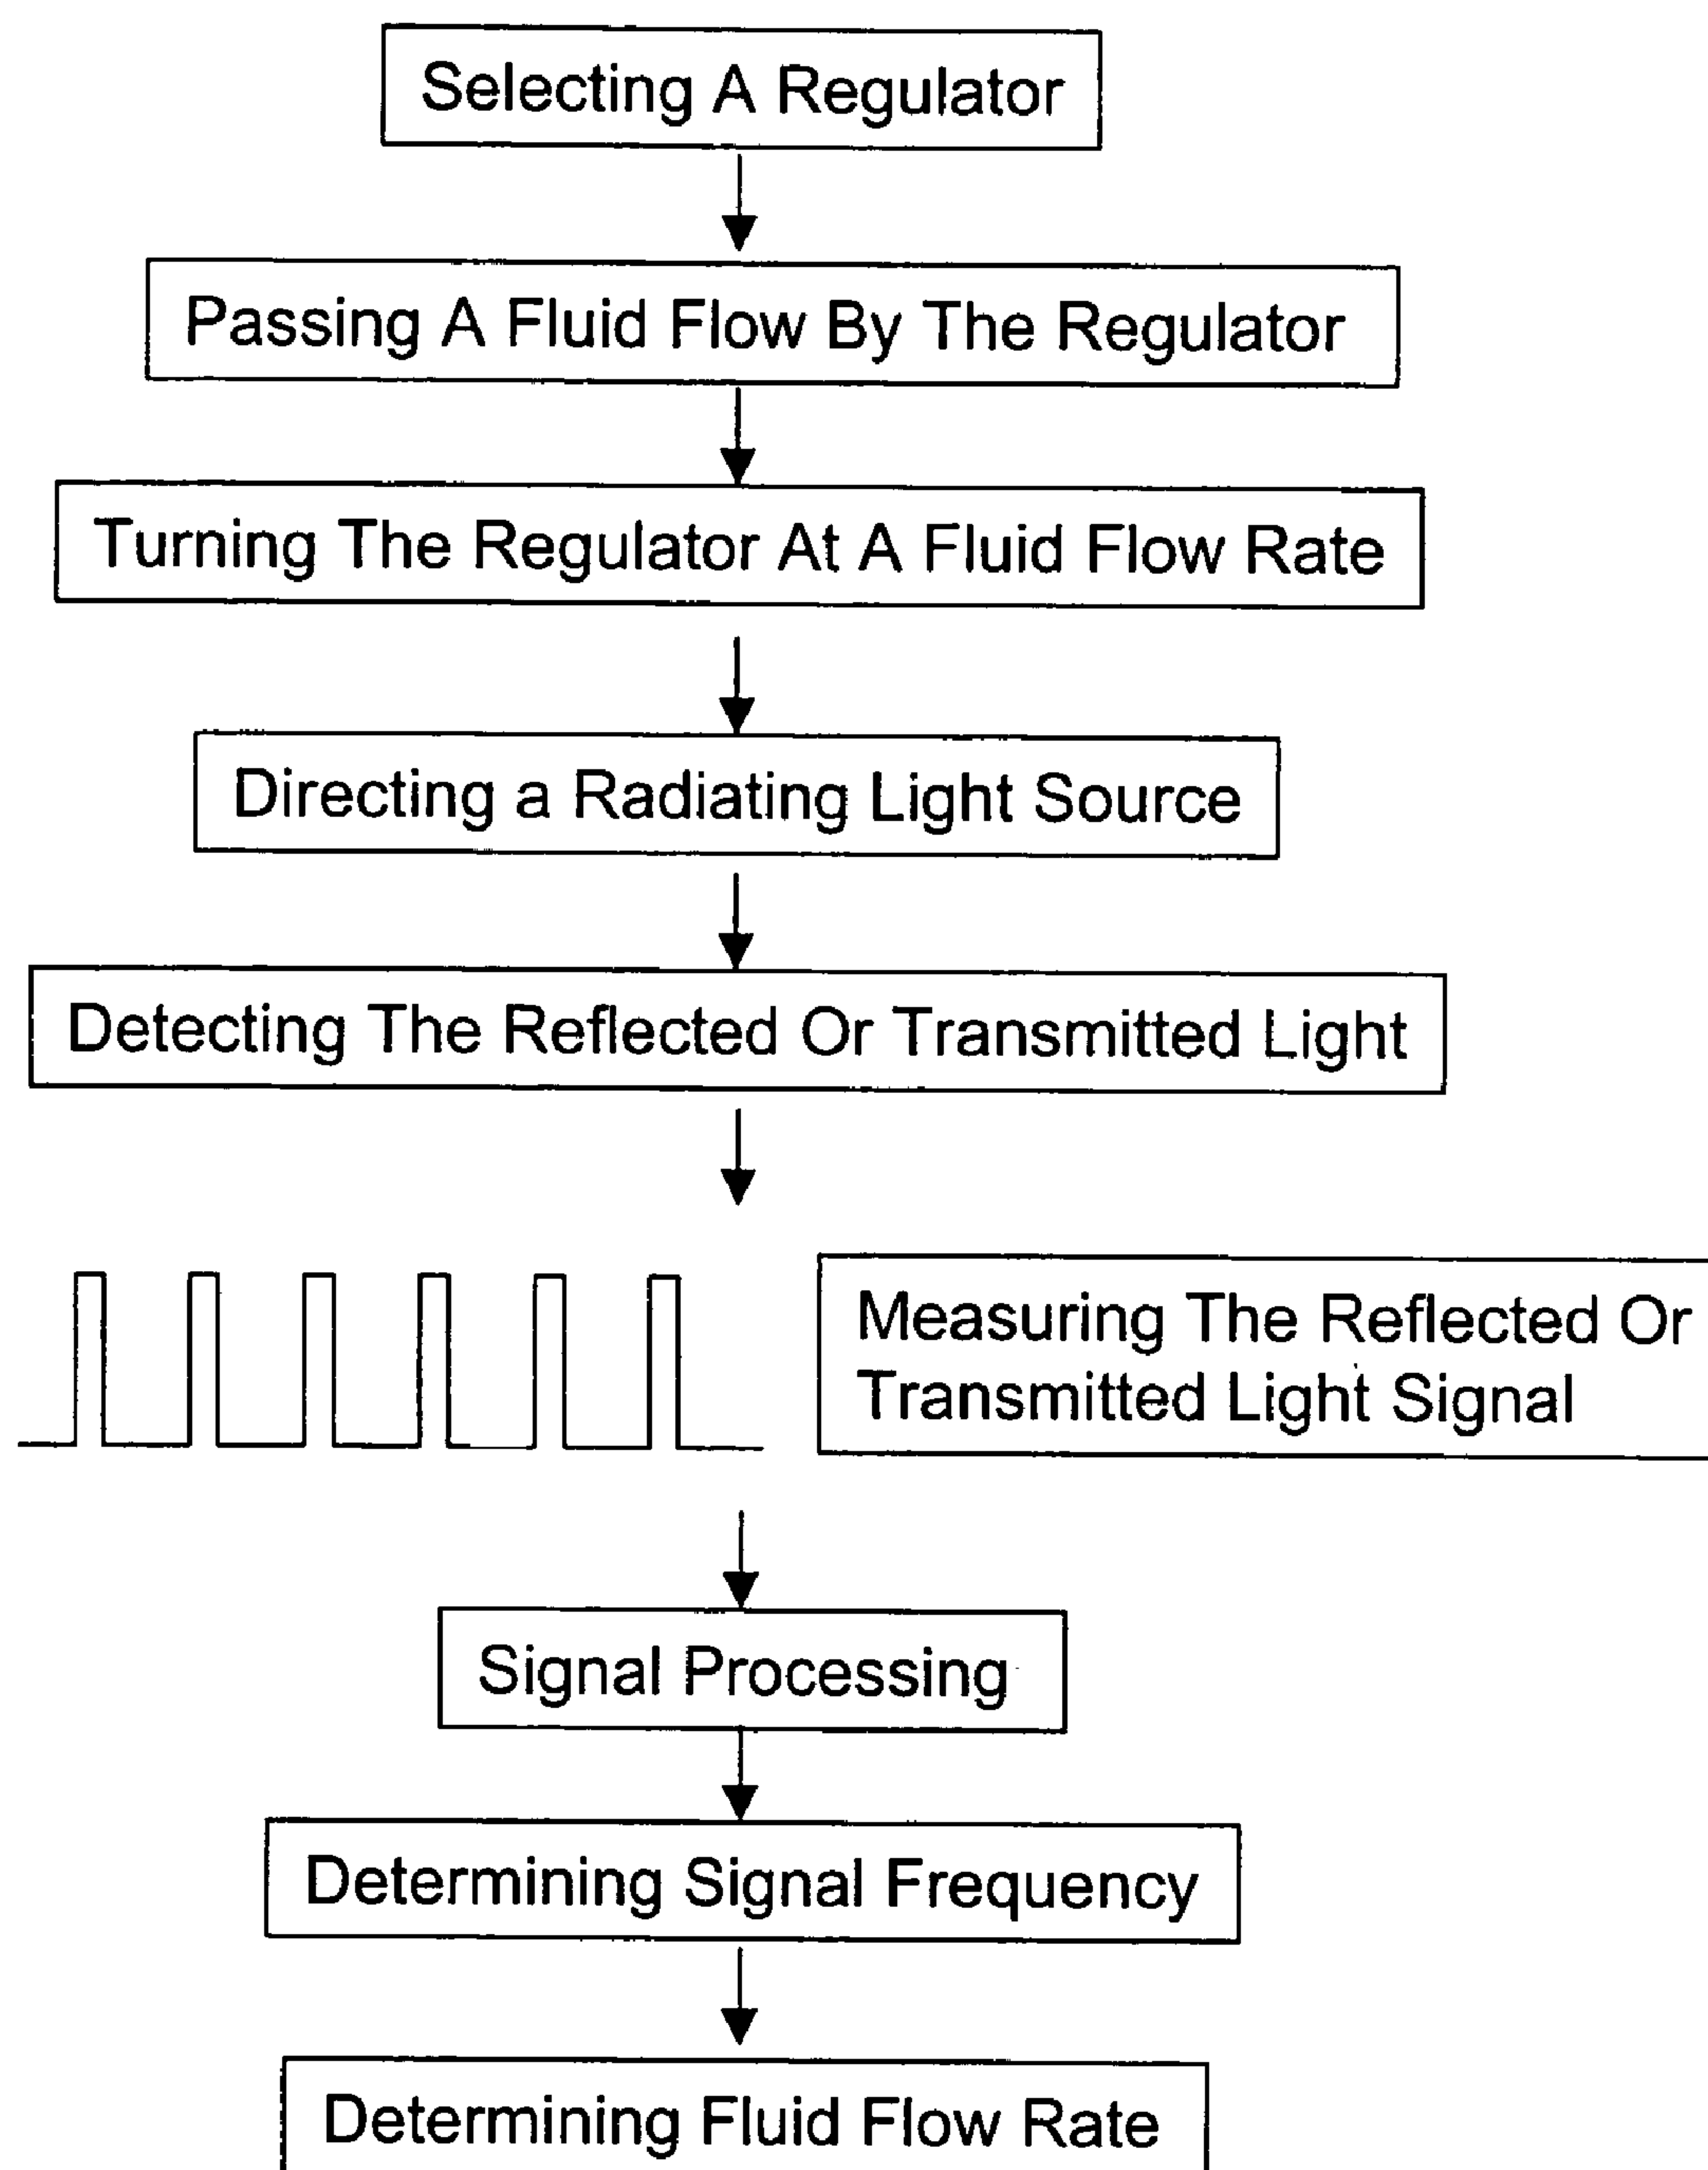 Selecting A Regulator
Passing A Fluid Flow By The Regulator
Turning The Regulator At A Fluid Flow Rate
Directing a Radiating Light Source
Detecting The Reflected Or Transmitted Light
Measuring The Reflected Or
Transmitted Light Signal
Signal Processing
Determining Signal Frequency
Determining Fluid Flow Rate